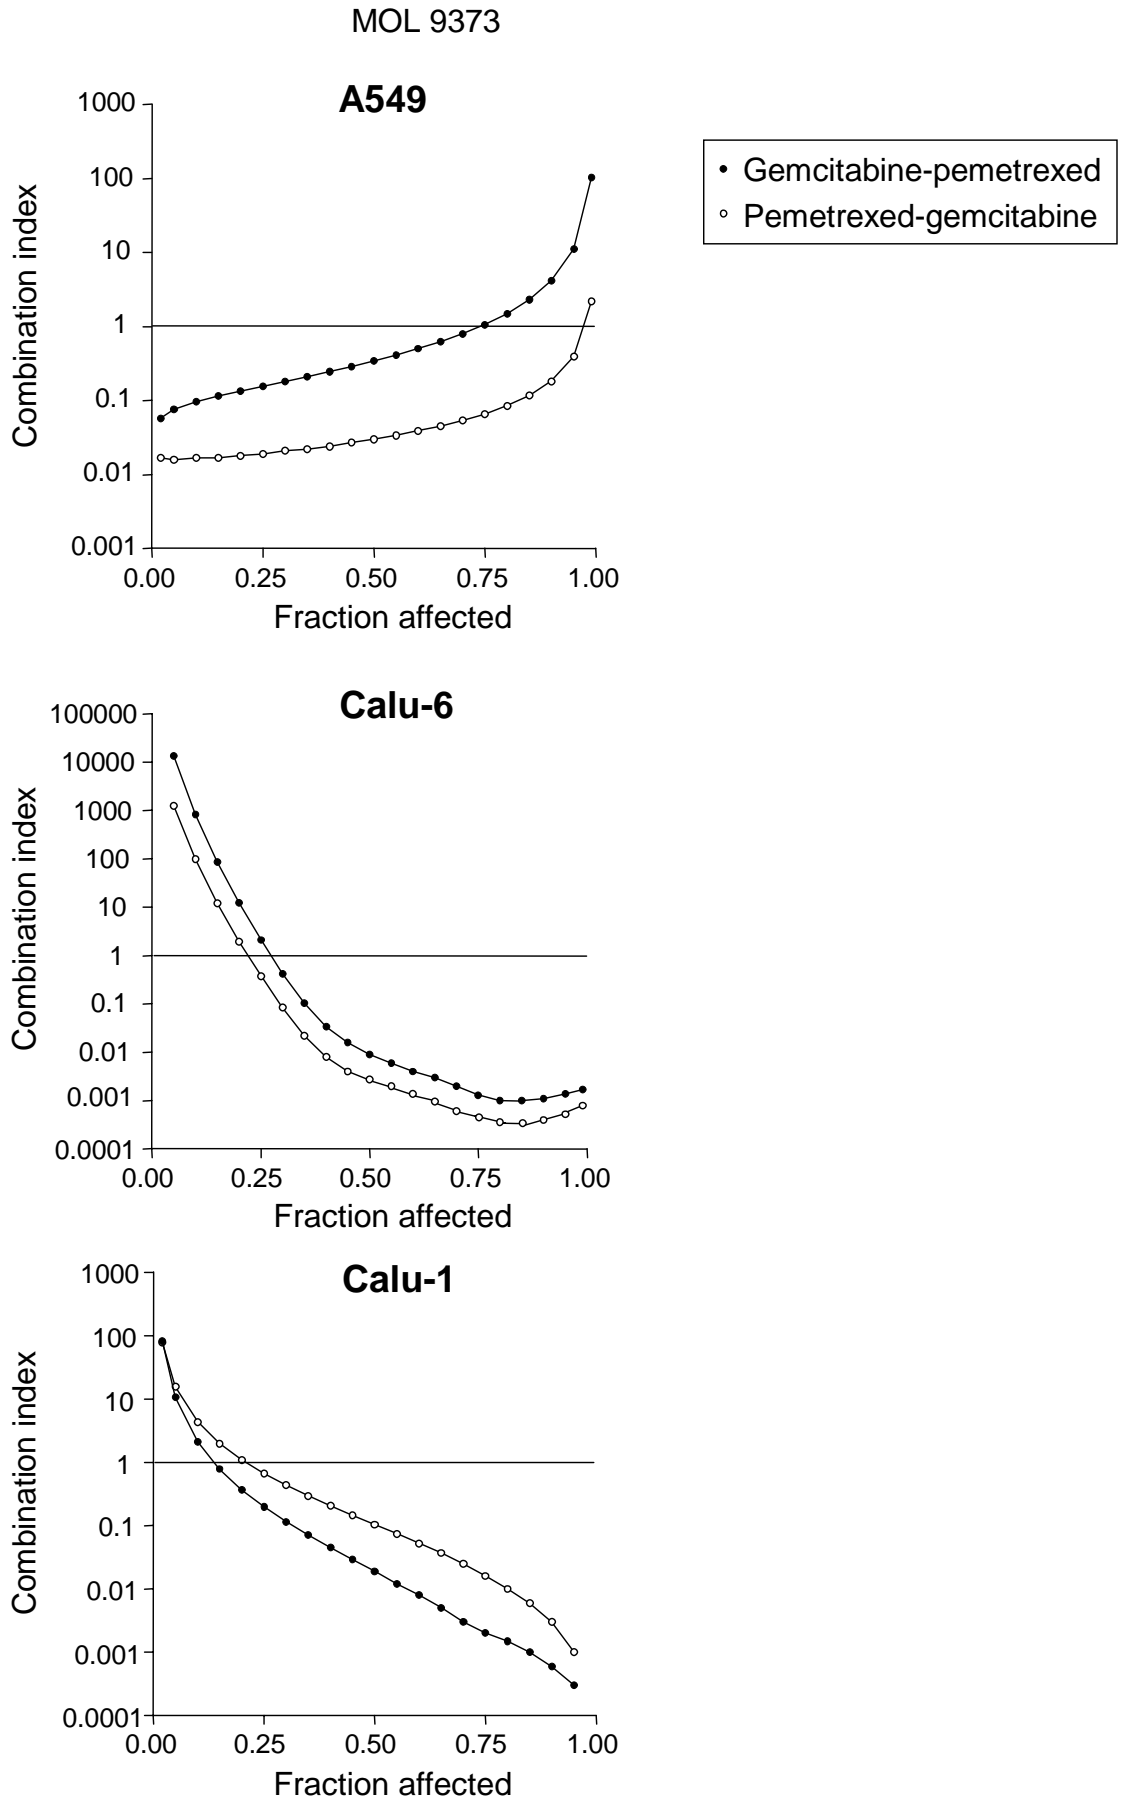 MOL 9373
A549
1000
100
10
1
0.1
0.01
0.001
Combination index
0.00 0.25 0.50 0.75 1.00
Fraction affected
Gemcitabine-pemetrexed
Pemetrexed-gemcitabine
Calu-6
100000
10000
1000
100
10
1
0.1
0.01
0.001
0.0001
Combination index
0.00 0.25 0.50 0.75 1.00
Fraction affected
Calu-1
1000
100
10
1
0.1
0.01
0.001
0.0001
Combination index
0.00 0.25 0.50 0.75 1.00
Fraction affected